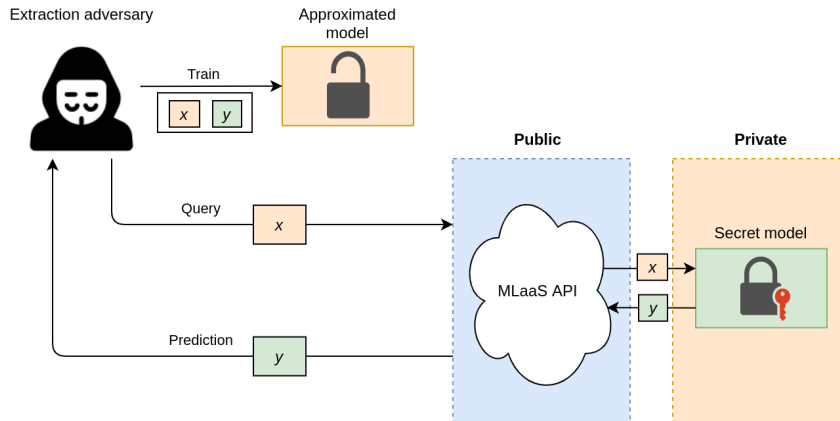 Extraction adversary
Approximated
model
Train
x y
Public
Private
Query
x
Secret model
x
MLaaS API
y
Prediction
y